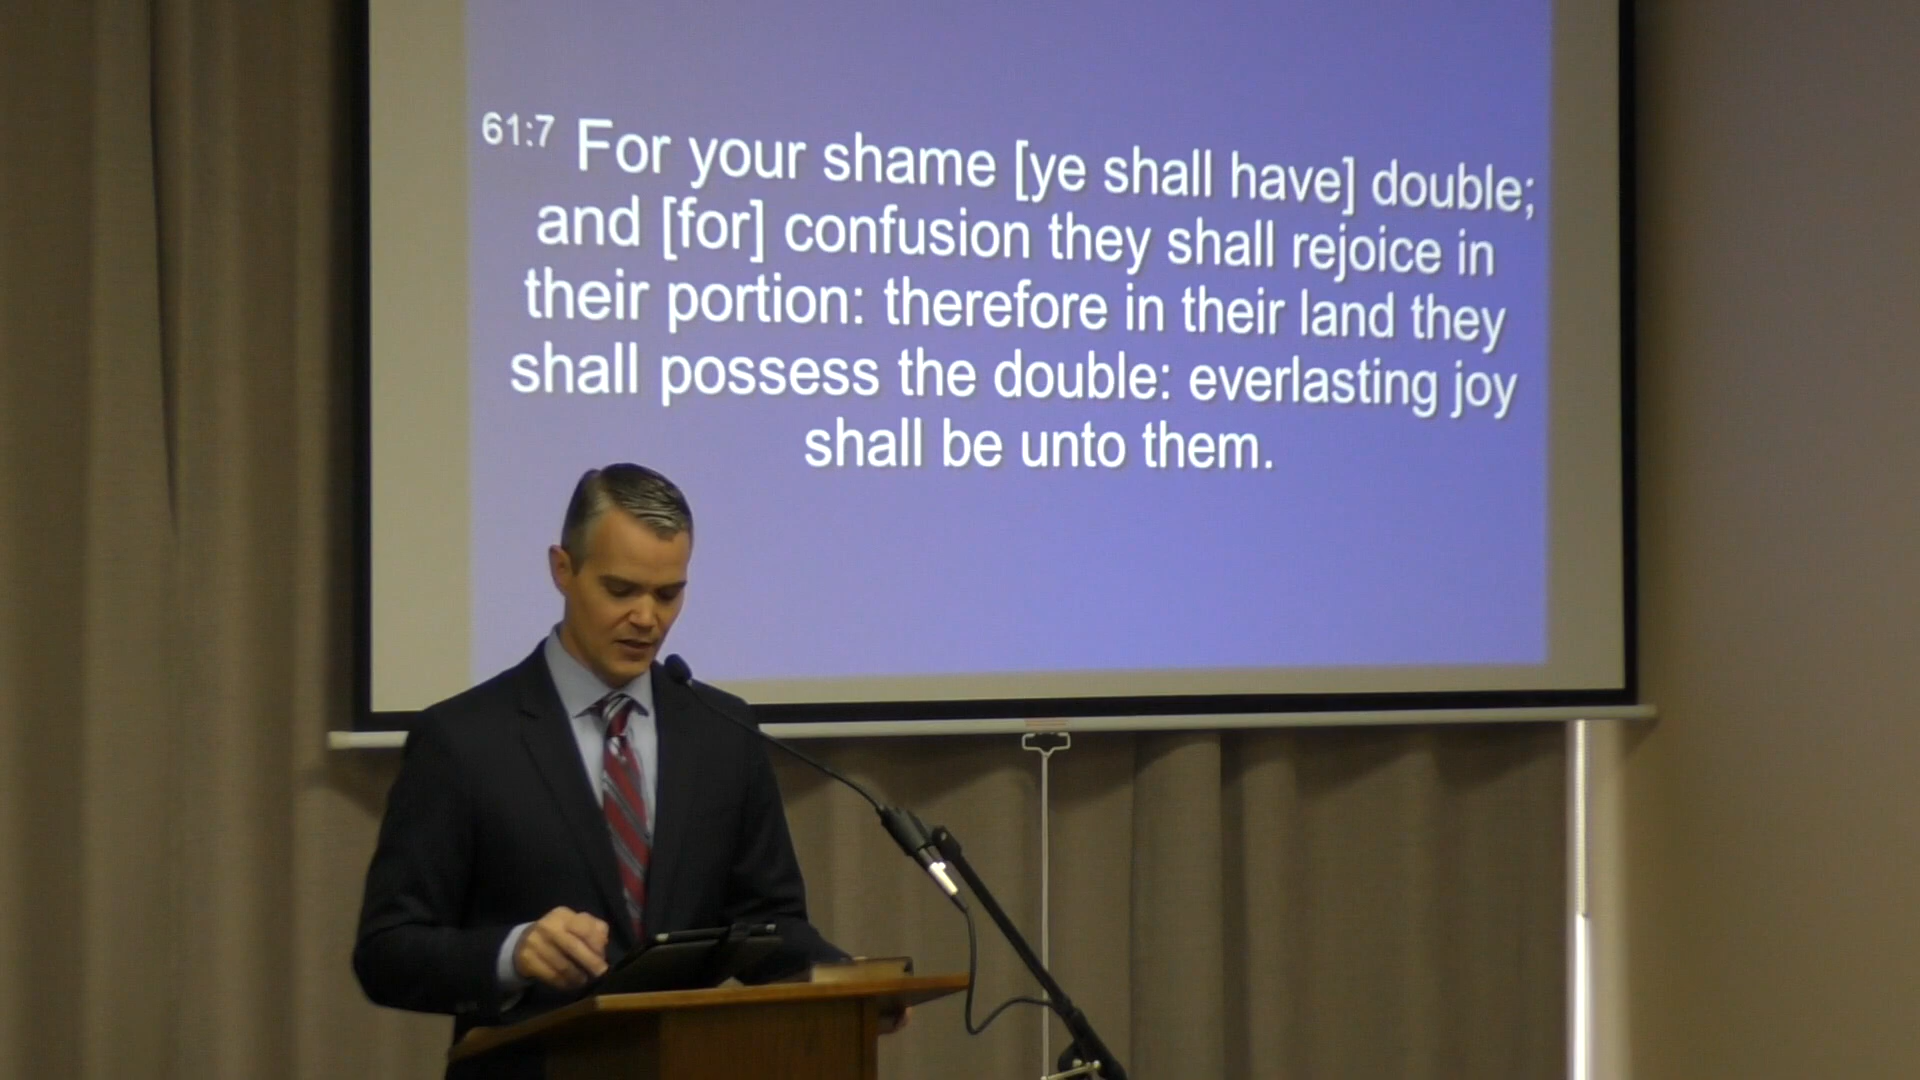 61:7 For your shame [ye shall have] double;
and [for] confusion they shall rejoice in
their portion: therefore in their land they
shall possess the double: everlasting joy
shall be unto them.